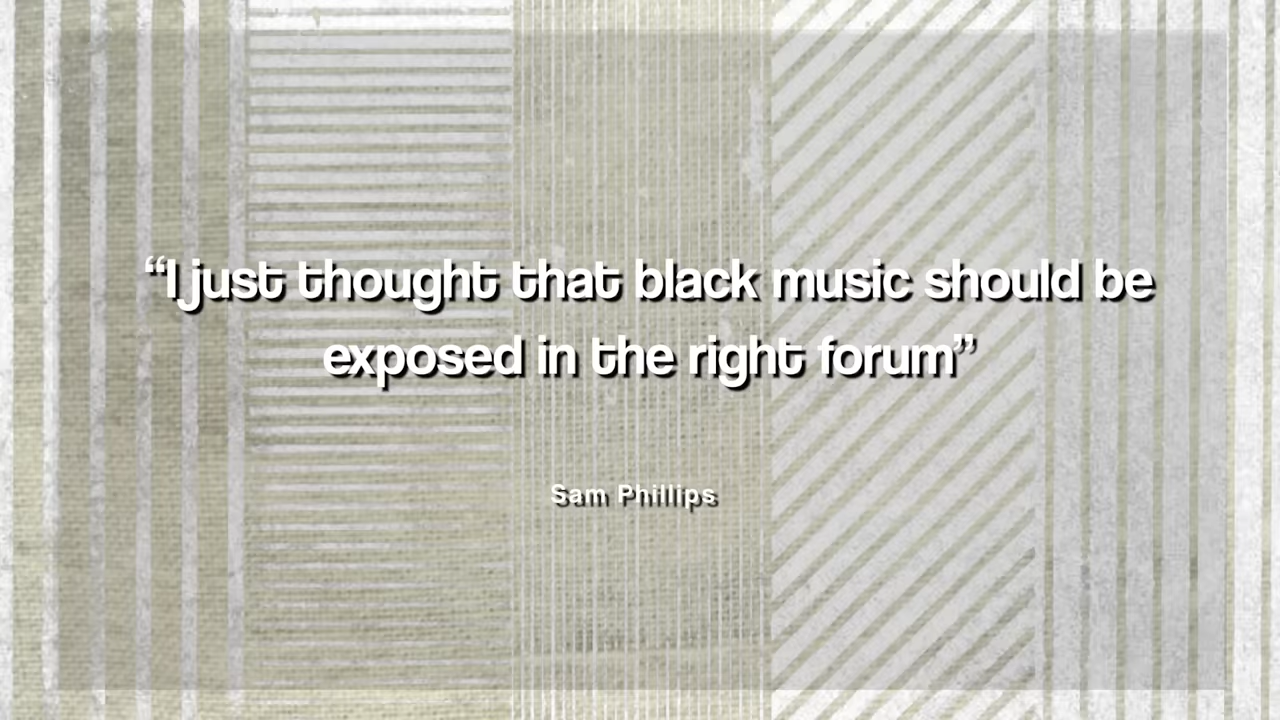 “I just thought that black music should be
exposed in the right forum”
Sam Phillips